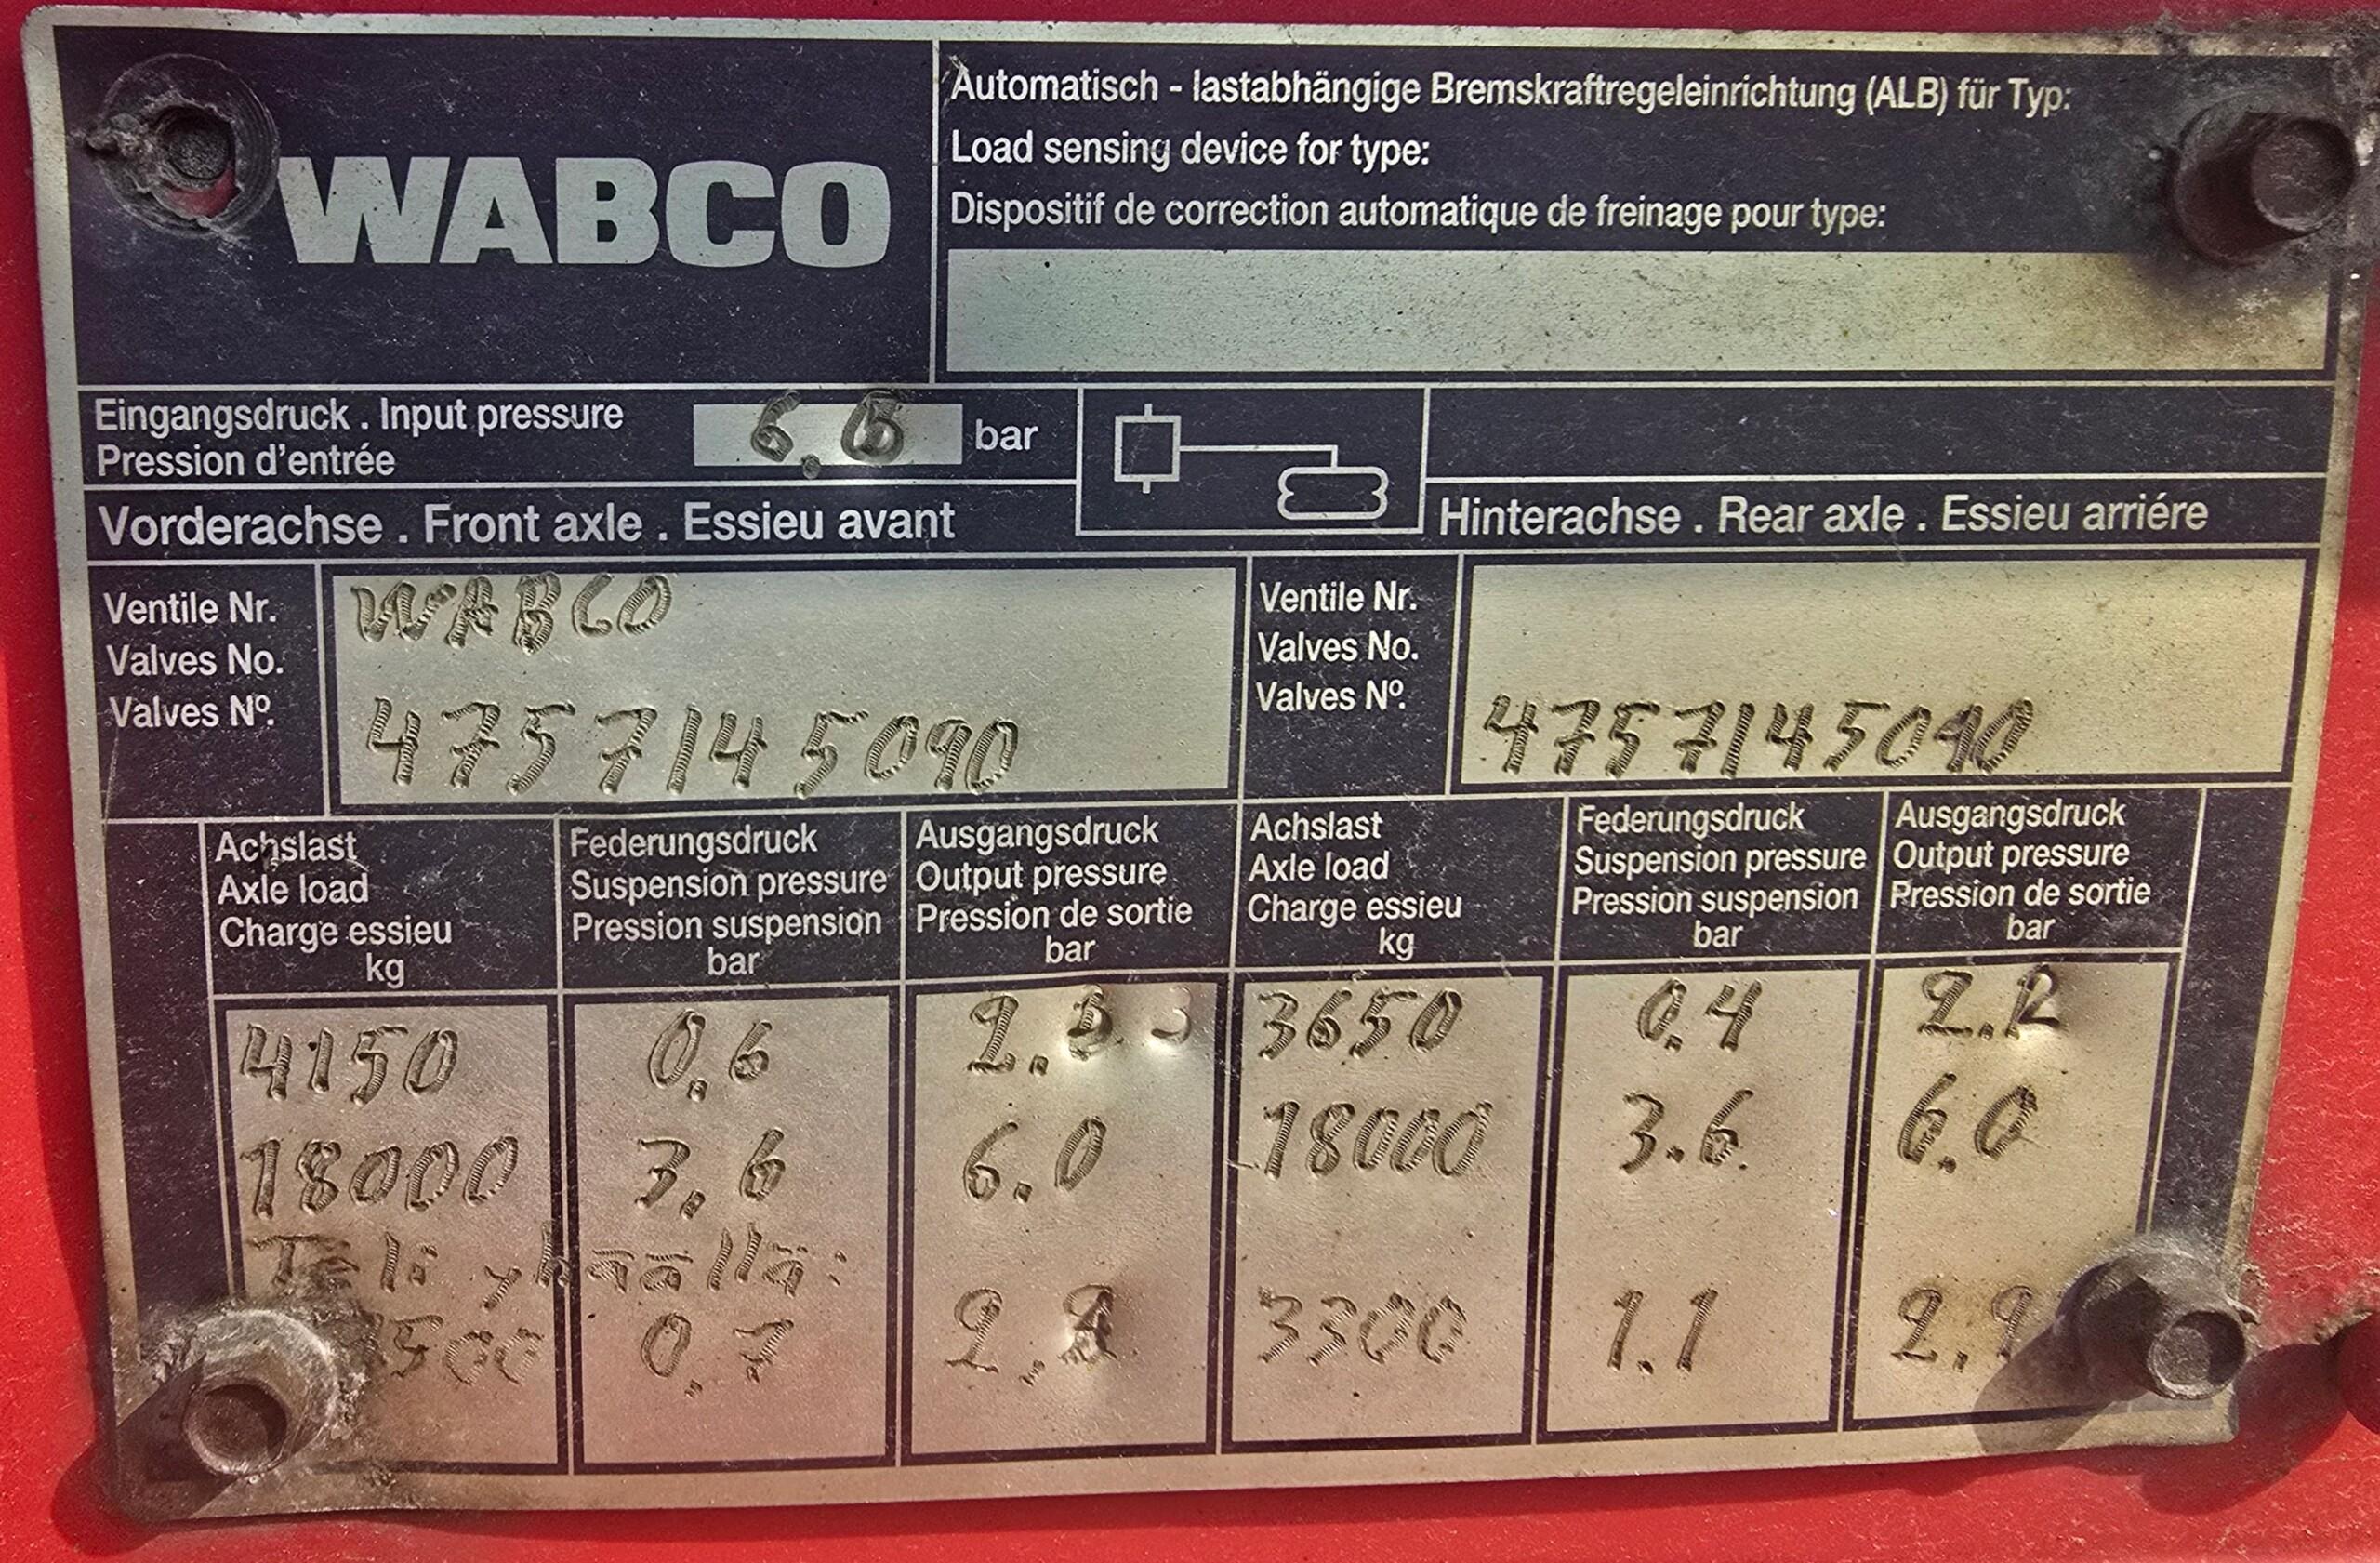 WABCO
Automatisch - lastabhängige Bremskraftregeleinrichtung (ALB) für Typ:
Load sensing device for type:
Dispositif de correction automatique de freinage pour type:
Eingangsdruck . Input pressure
Pression d'entrée
bar
Vorderachse . Front axle . Essieu avant
Hinterachse . Rear axle . Essieu arriére
Ventile Nr.
Valves No.
Valves Nº.
WABCO
4757145090
Ventile Nr.
Valves No.
Valves Nº.
4757145090
Achslast
Axle load
Charge essieu
kg
Federungsdruck
Suspension pressure
Pression suspension
bar
Ausgangsdruck
Output pressure
Pression de sortie
bar
Achslast
Axle load
Charge essieu
kg
Federungsdruck
Suspension pressure
Pression suspension
bar
Ausgangsdruck
Output pressure
Pression de sortie
bar
4150 0.6 3650 0.4 2.2
18000 3.6 6.0 18000 3.6 6.0
Teli ylhäällä:
0.7 3300 1.1